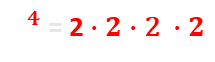 ⁴ = 2 · 2 · 2 · 2